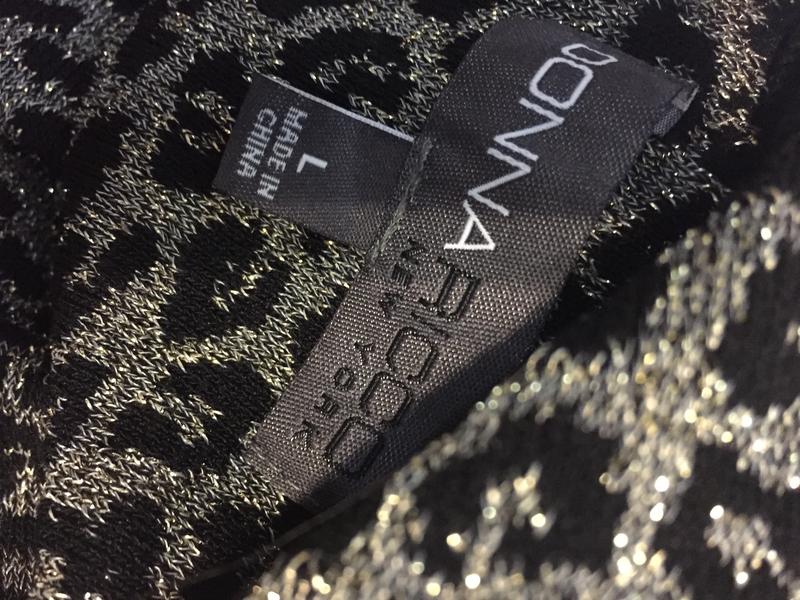 DONNA RICCO
NEW YORK
L
MADE IN
CHINA